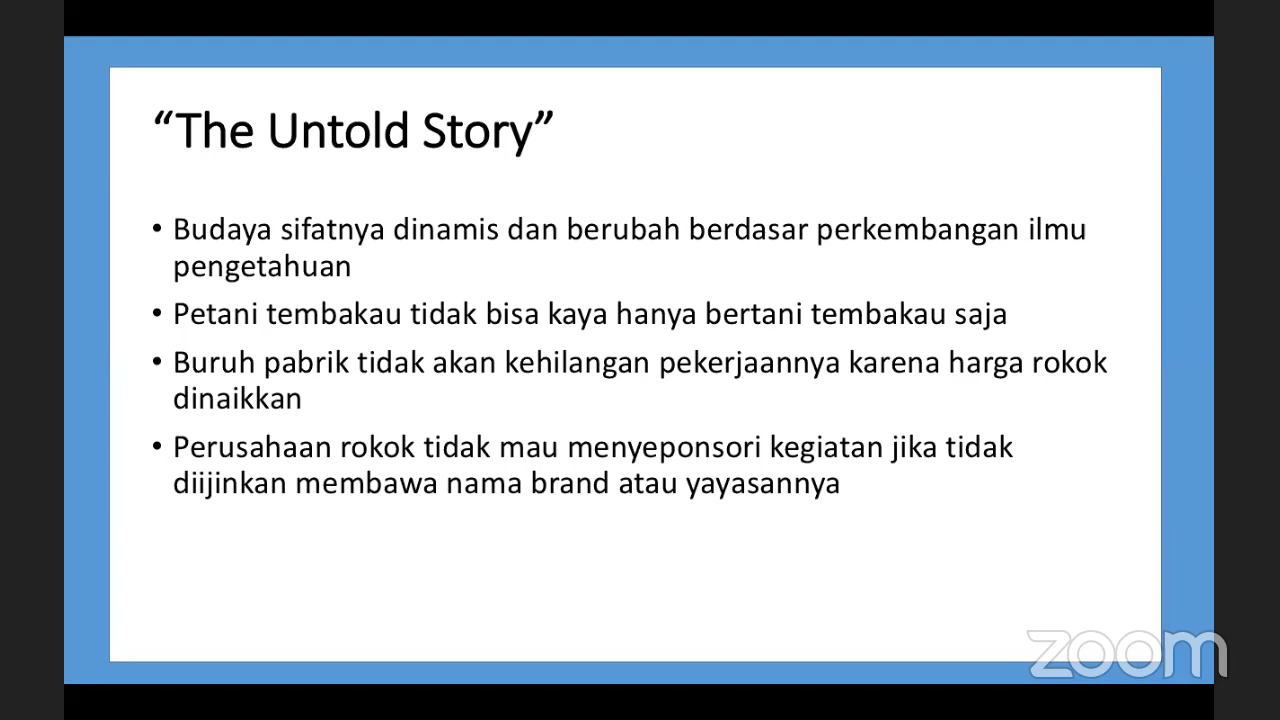 “The Untold Story”
• Budaya sifatnya dinamis dan berubah berdasar perkembangan ilmu
pengetahuan
• Petani tembakau tidak bisa kaya hanya bertani tembakau saja
• Buruh pabrik tidak akan kehilangan pekerjaannya karena harga rokok
dinaikkan
• Perusahaan rokok tidak mau menyeponsori kegiatan jika tidak
diijinkan membawa nama brand atau yayasannya
zoom